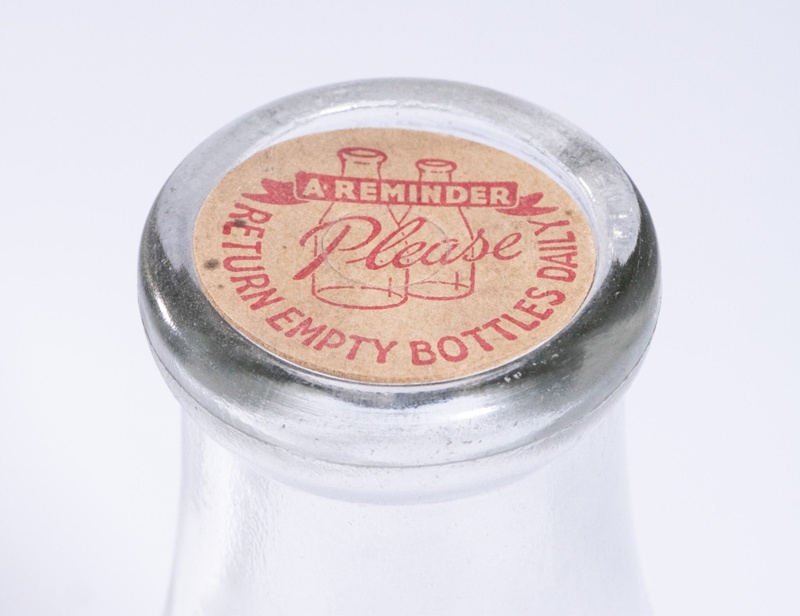 A REMINDER
Please
RETURN EMPTY BOTTLES DAILY